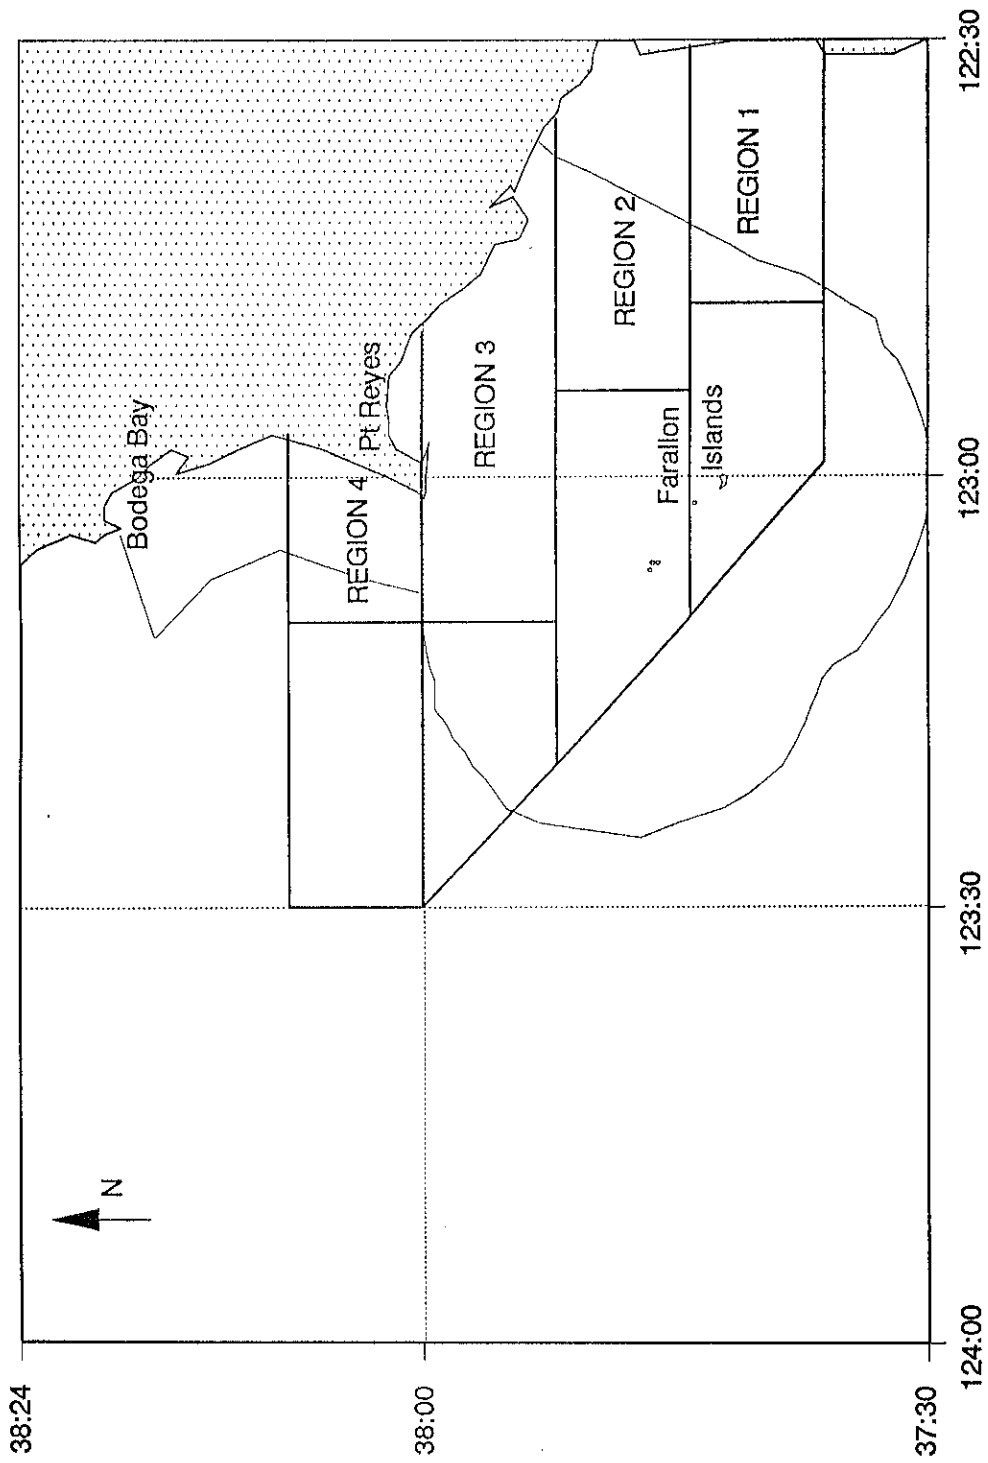 38:24
38:00
37:30
124:00
123:30
123:00
122:30
N
Bodega Bay
Pt Reyes
REGION 4
REGION 3
REGION 2
REGION 1
Farallon
Islands